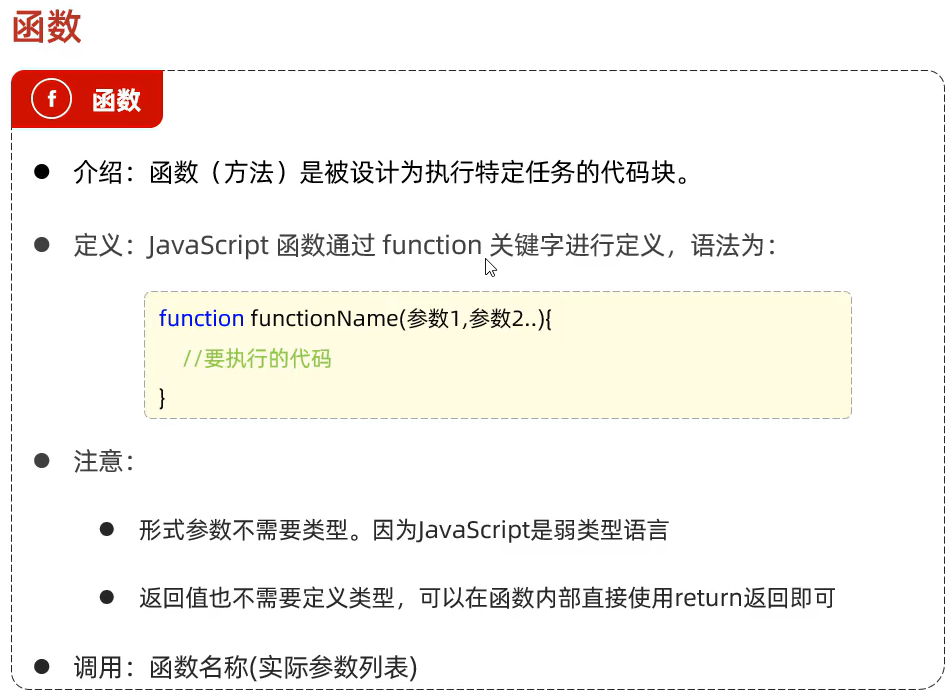 函数
f 函数
介绍：函数（方法）是被设计为执行特定任务的代码块。
定义：JavaScript 函数通过 function 关键字进行定义，语法为：
function functionName(参数1,参数2..){
//要执行的代码
}
注意：
形式参数不需要类型。因为JavaScript是弱类型语言
返回值也不需要定义类型，可以在函数内部直接使用return返回即可
调用：函数名称(实际参数列表)